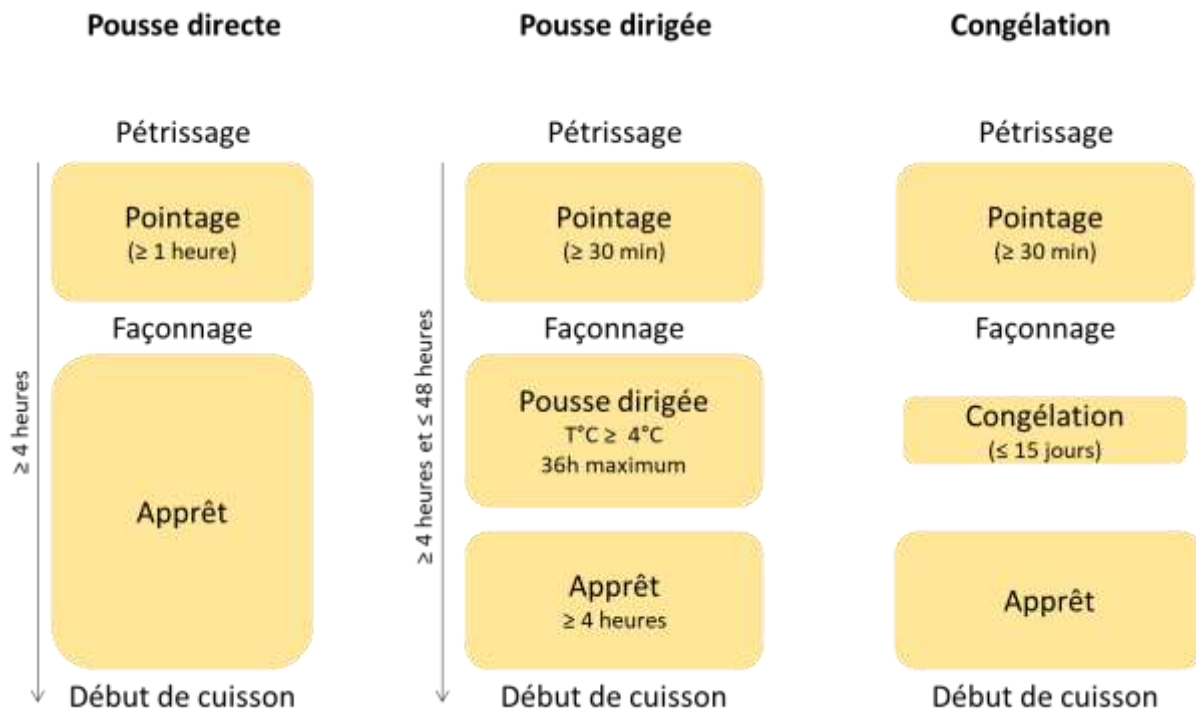 Pousse directe
Pétrissage
Pointage
(≥ 1 heure)
Façonnage
Apprêt
Début de cuisson
≥ 4 heures
Pousse dirigée
Pétrissage
Pointage
(≥ 30 min)
Façonnage
Pousse dirigée
T°C ≥ 4°C
36h maximum
Apprêt
≥ 4 heures
Début de cuisson
≥ 4 heures et ≤ 48 heures
Congélation
Pétrissage
Pointage
(≥ 30 min)
Façonnage
Congélation
(≤ 15 jours)
Apprêt
Début de cuisson